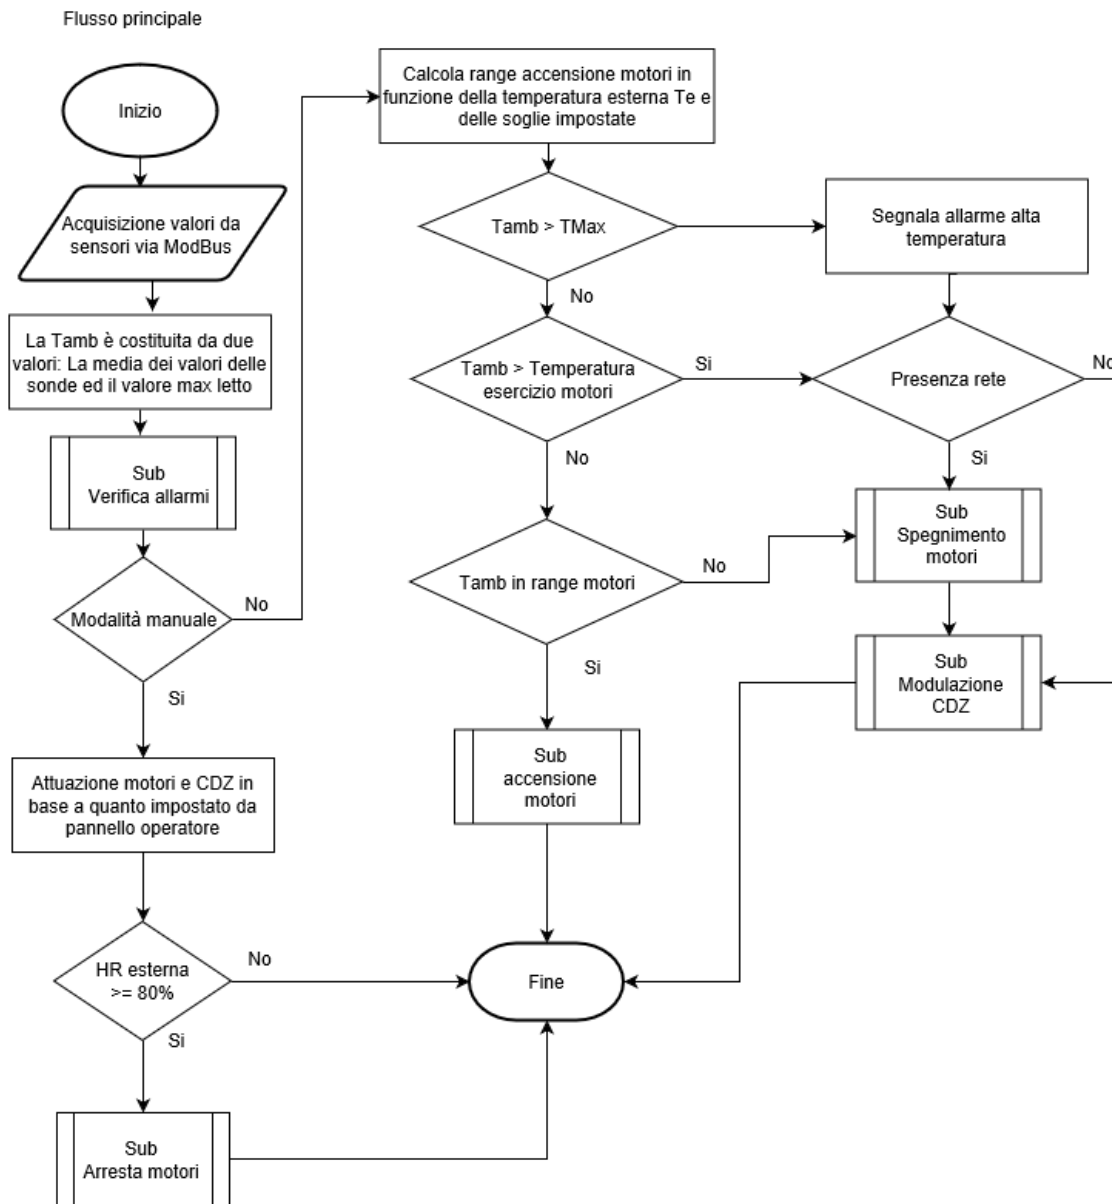 Flusso principale
Inizio
Acquisizione valori da
sensori via ModBus
La Tamb è costituita da due
valori: La media dei valori delle
sonde ed il valore max letto
Sub
Verifica allarmi
Modalità manuale
No
Si
Attuazione motori e CDZ in
base a quanto impostato da
pannello operatore
HR esterna
>= 80%
No
Si
Sub
Arresta motori
Calcola range accensione motori in
funzione della temperatura esterna Te e
delle soglie impostate
Tamb > TMax
No
Segnala allarme alta
temperatura
Tamb > Temperatura
esercizio motori
Si
No
Presenza rete
No
Si
Tamb in range motori
No
Si
Sub
Spegnimento
motori
Sub
Modulazione
CDZ
Sub
accensione
motori
Fine